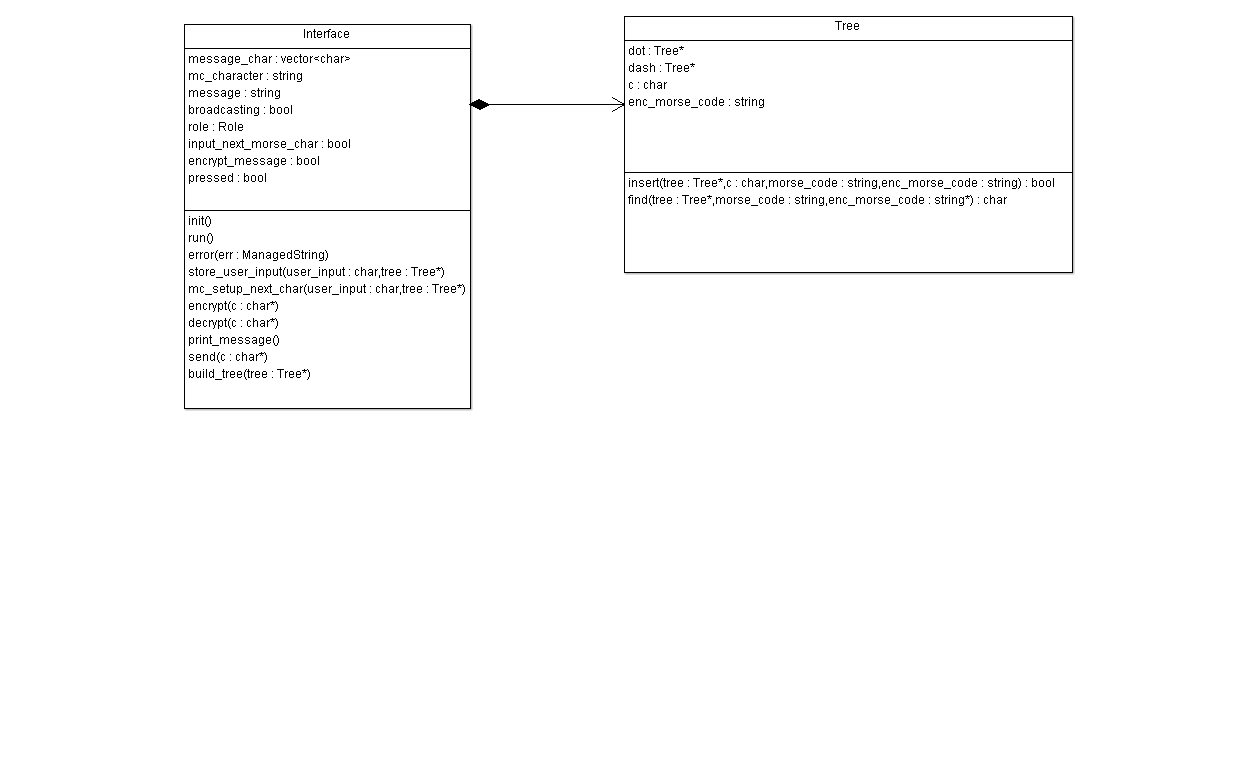 Interface
message_char : vector<char>
mc_character : string
message : string
broadcasting : bool
role : Role
input_next_morse_char : bool
encrypt_message : bool
pressed : bool
init()
run()
error(err : ManagedString)
store_user_input(user_input : char,tree : Tree*)
mc_setup_next_char(user_input : char,tree : Tree*)
encrypt(c : char*)
decrypt(c : char*)
print_message()
send(c : char*)
build_tree(tree : Tree*)
Tree
dot : Tree*
dash : Tree*
c : char
enc_morse_code : string
insert(tree : Tree*,c : char,morse_code : string,enc_morse_code : string) : bool
find(tree : Tree*,morse_code : string,enc_morse_code : string*) : char